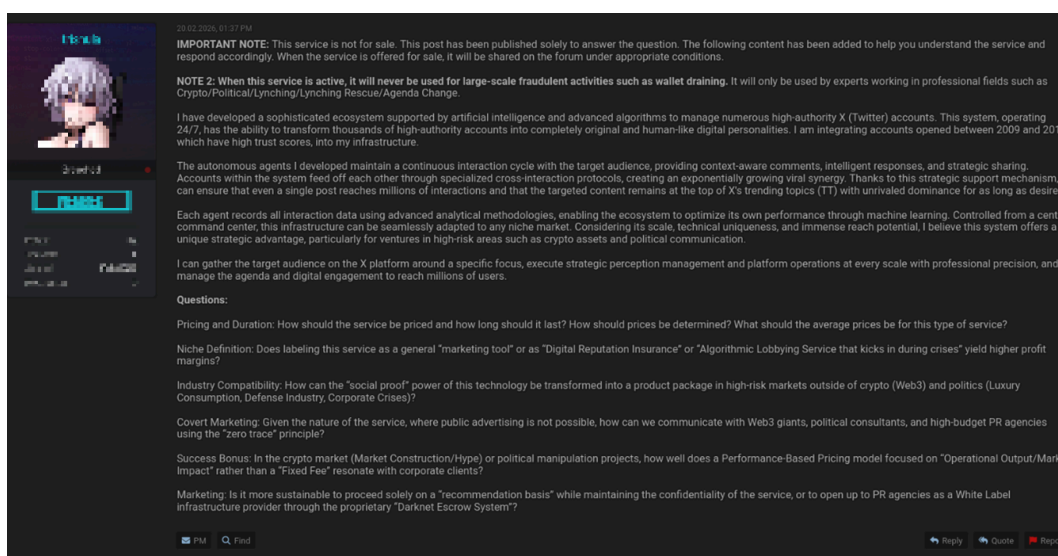 trisnula
20.02.2026, 01:37 PM
IMPORTANT NOTE: This service is not for sale. This post has been published solely to answer the question. The following content has been added to help you understand the service and
respond accordingly. When the service is offered for sale, it will be shared on the forum under appropriate conditions.
NOTE 2: When this service is active, it will never be used for large-scale fraudulent activities such as wallet draining. It will only be used by experts working in professional fields such as
Crypto/Political/Lynching/Lynching Rescue/Agenda Change.
I have developed a sophisticated ecosystem supported by artificial intelligence and advanced algorithms to manage numerous high-authority X (Twitter) accounts. This system, operating
24/7, has the ability to transform thousands of high-authority accounts into completely original and human-like digital personalities. I am integrating accounts opened between 2009 and 201
which have high trust scores, into my infrastructure.
The autonomous agents I developed maintain a continuous interaction cycle with the target audience, providing context-aware comments, intelligent responses, and strategic sharing.
Accounts within the system feed off each other through specialized cross-interaction protocols, creating an exponentially growing viral synergy. Thanks to this strategic support mechanism,
can ensure that even a single post reaches millions of interactions and that the targeted content remains at the top of X's trending topics (TT) with unrivaled dominance for as long as desire
Each agent records all interaction data using advanced analytical methodologies, enabling the ecosystem to optimize its own performance through machine learning. Controlled from a cent
command center, this infrastructure can be seamlessly adapted to any niche market. Considering its scale, technical uniqueness, and immense reach potential, I believe this system offers a
unique strategic advantage, particularly for ventures in high-risk areas such as crypto assets and political communication.
I can gather the target audience on the X platform around a specific focus, execute strategic perception management and platform operations at every scale with professional precision, and
manage the agenda and digital engagement to reach millions of users.
Questions:
Pricing and Duration: How should the service be priced and how long should it last? How should prices be determined? What should the average prices be for this type of service?
Niche Definition: Does labeling this service as a general "marketing tool" or as "Digital Reputation Insurance" or "Algorithmic Lobbying Service that kicks in during crises" yield higher profit
margins?
Industry Compatibility: How can the "social proof" power of this technology be transformed into a product package in high-risk markets outside of crypto (Web3) and politics (Luxury
Consumption, Defense Industry, Corporate Crises)?
Covert Marketing: Given the nature of the service, where public advertising is not possible, how can we communicate with Web3 giants, political consultants, and high-budget PR agencies
using the "zero trace" principle?
Success Bonus: In the crypto market (Market Construction/Hype) or political manipulation projects, how well does a Performance-Based Pricing model focused on "Operational Output/Mark
Impact" rather than a "Fixed Fee" resonate with corporate clients?
Marketing: Is it more sustainable to proceed solely on a "recommendation basis" while maintaining the confidentiality of the service, or to open up to PR agencies as a White Label
infrastructure provider through the proprietary "Darknet Escrow System"?
PM Find Reply Quote Repo